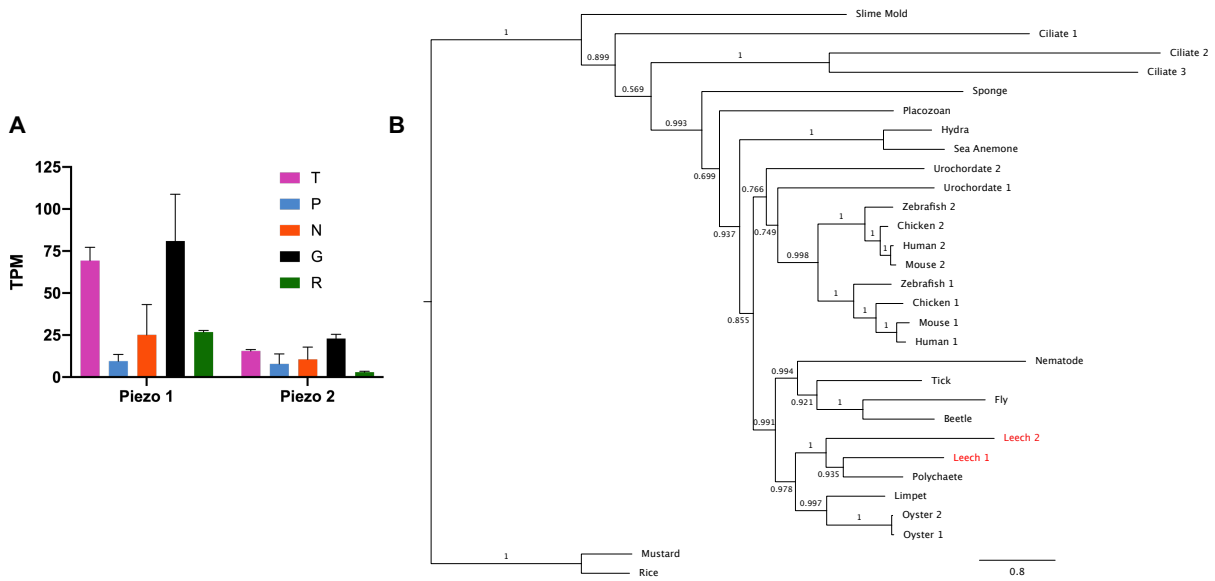 A
B
125
100
75
50
25
0
TPM
T
P
N
G
R
Piezo 1
Piezo 2
Slime Mold
1
Ciliate 1
0.899
1
Ciliate 2
Ciliate 3
0.569
Sponge
0.993
Placozoan
Hydra
1
Sea Anemone
0.699
Urochordate 2
0.766
Urochordate 1
Zebrafish 2
1
Chicken 2
0.937
0.749
1
Human 2
1
0.998
Mouse 2
Zebrafish 1
1
Chicken 1
1
Mouse 1
0.855
1
Human 1
Nematode
0.994
Tick
Fly
0.921
1
Beetle
0.991
Leech 2
1
Leech 1
0.935
Polychaete
0.978
Limpet
0.997
Oyster 2
1
Oyster 1
Mustard
1
Rice
0.8